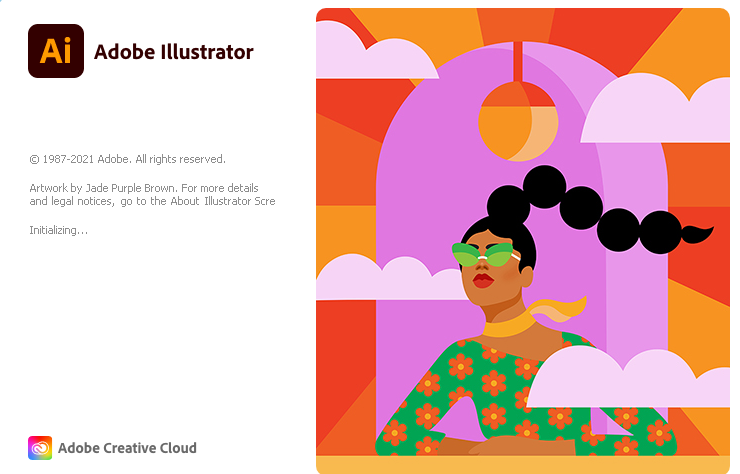 Ai
Adobe Illustrator
© 1987-2021 Adobe. All rights reserved.
Artwork by Jade Purple Brown. For more details
and legal notices, go to the About Illustrator Scre
Initializing...
Adobe Creative Cloud